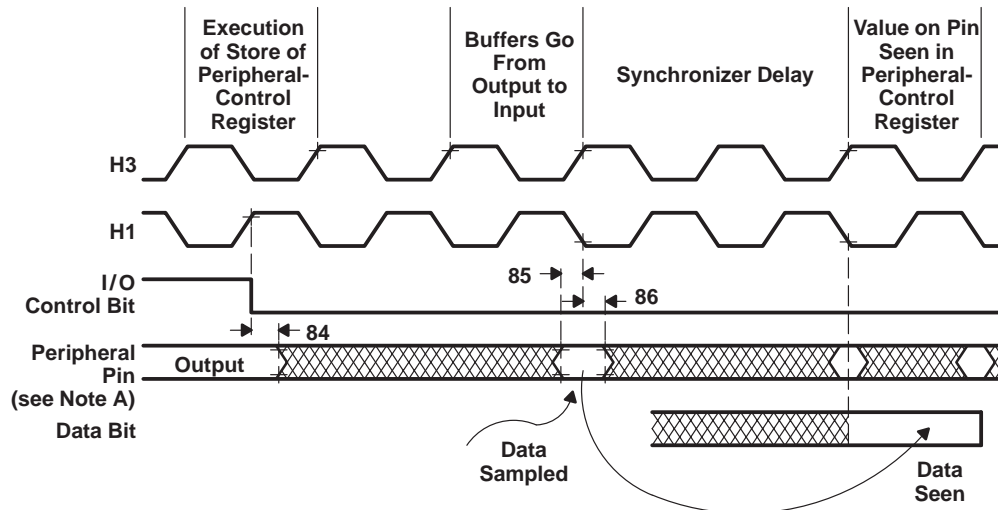 Execution
of Store of
Peripheral-
Control
Register
Buffers Go
From
Output to
Input
Synchronizer Delay
Value on Pin
Seen in
Peripheral-
Control
Register
H3
H1
I/O
Control Bit
85
86
84
Peripheral
Pin
(see Note A)
Output
Data Bit
Data
Sampled
Data
Seen